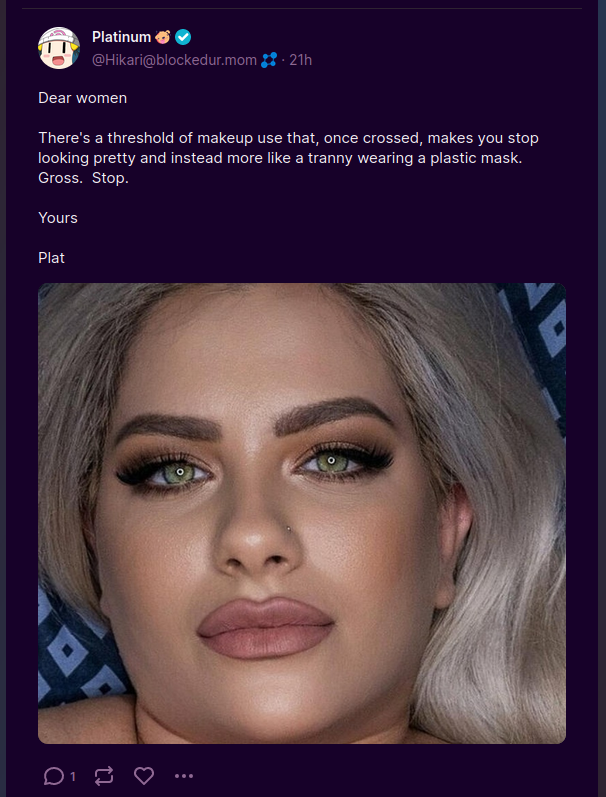 Platinum
@Hikari@blockedur.mom · 21h
Dear women
There's a threshold of makeup use that, once crossed, makes you stop
looking pretty and instead more like a tranny wearing a plastic mask.
Gross.  Stop.
Yours
Plat
1